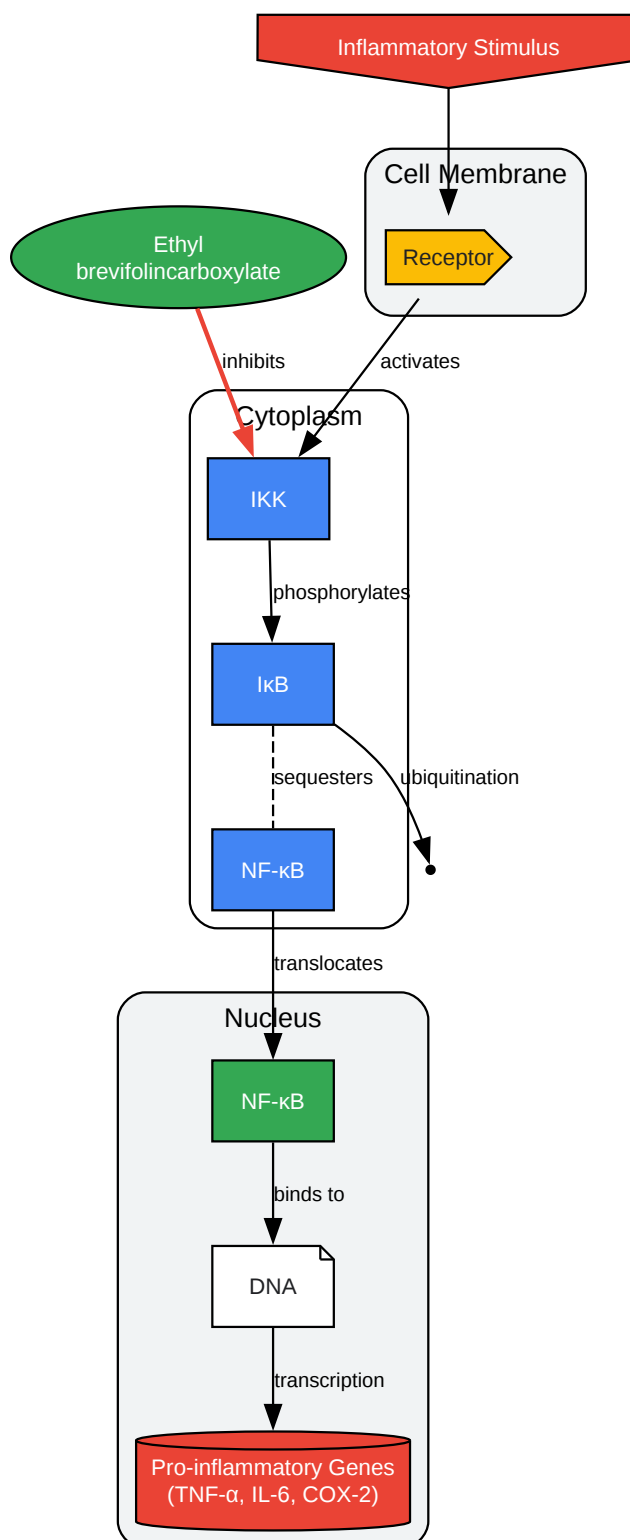 Inflammatory Stimulus
Cell Membrane
Receptor
Ethyl
brevifolincarboxylate
inhibits
activates
Cytoplasm
IKK
phosphorylates
IκB
sequesters
ubiquitination
NF-κB
translocates
Nucleus
NF-κB
binds to
DNA
transcription
Pro-inflammatory Genes
(TNF-α, IL-6, COX-2)